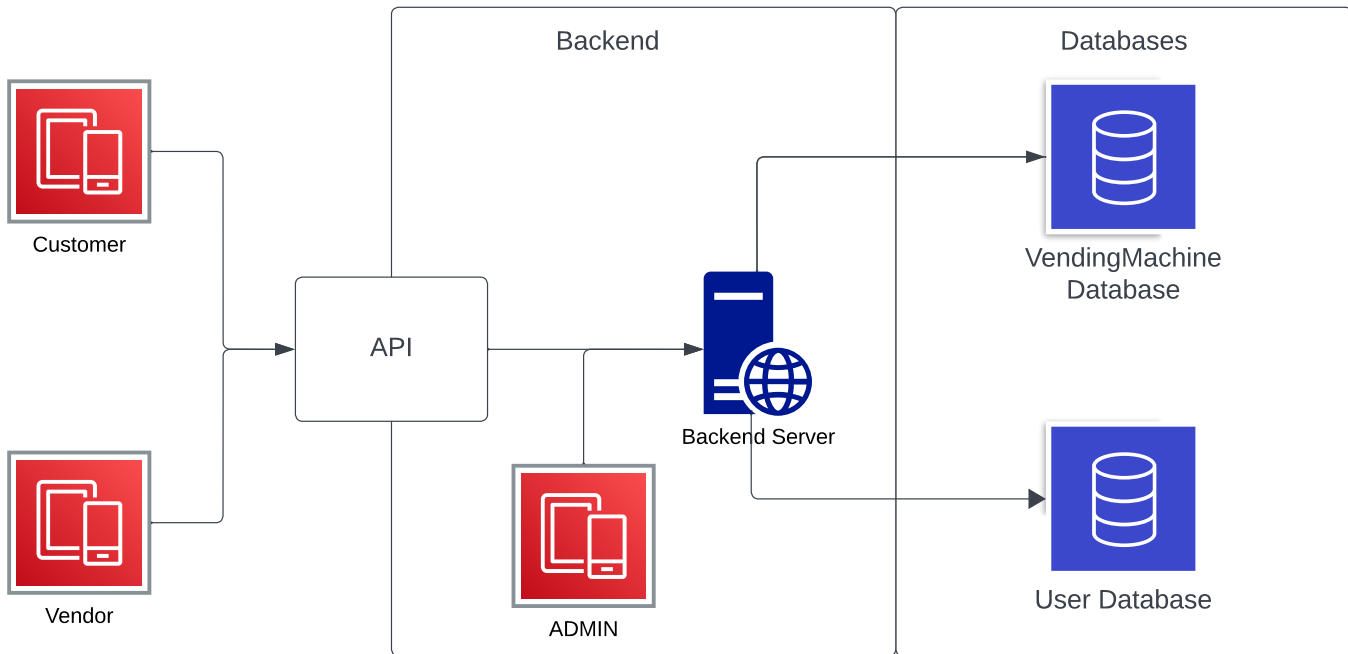 Backend
Databases
Customer
VendingMachine
Database
API
Backend Server
Vendor
ADMIN
User Database